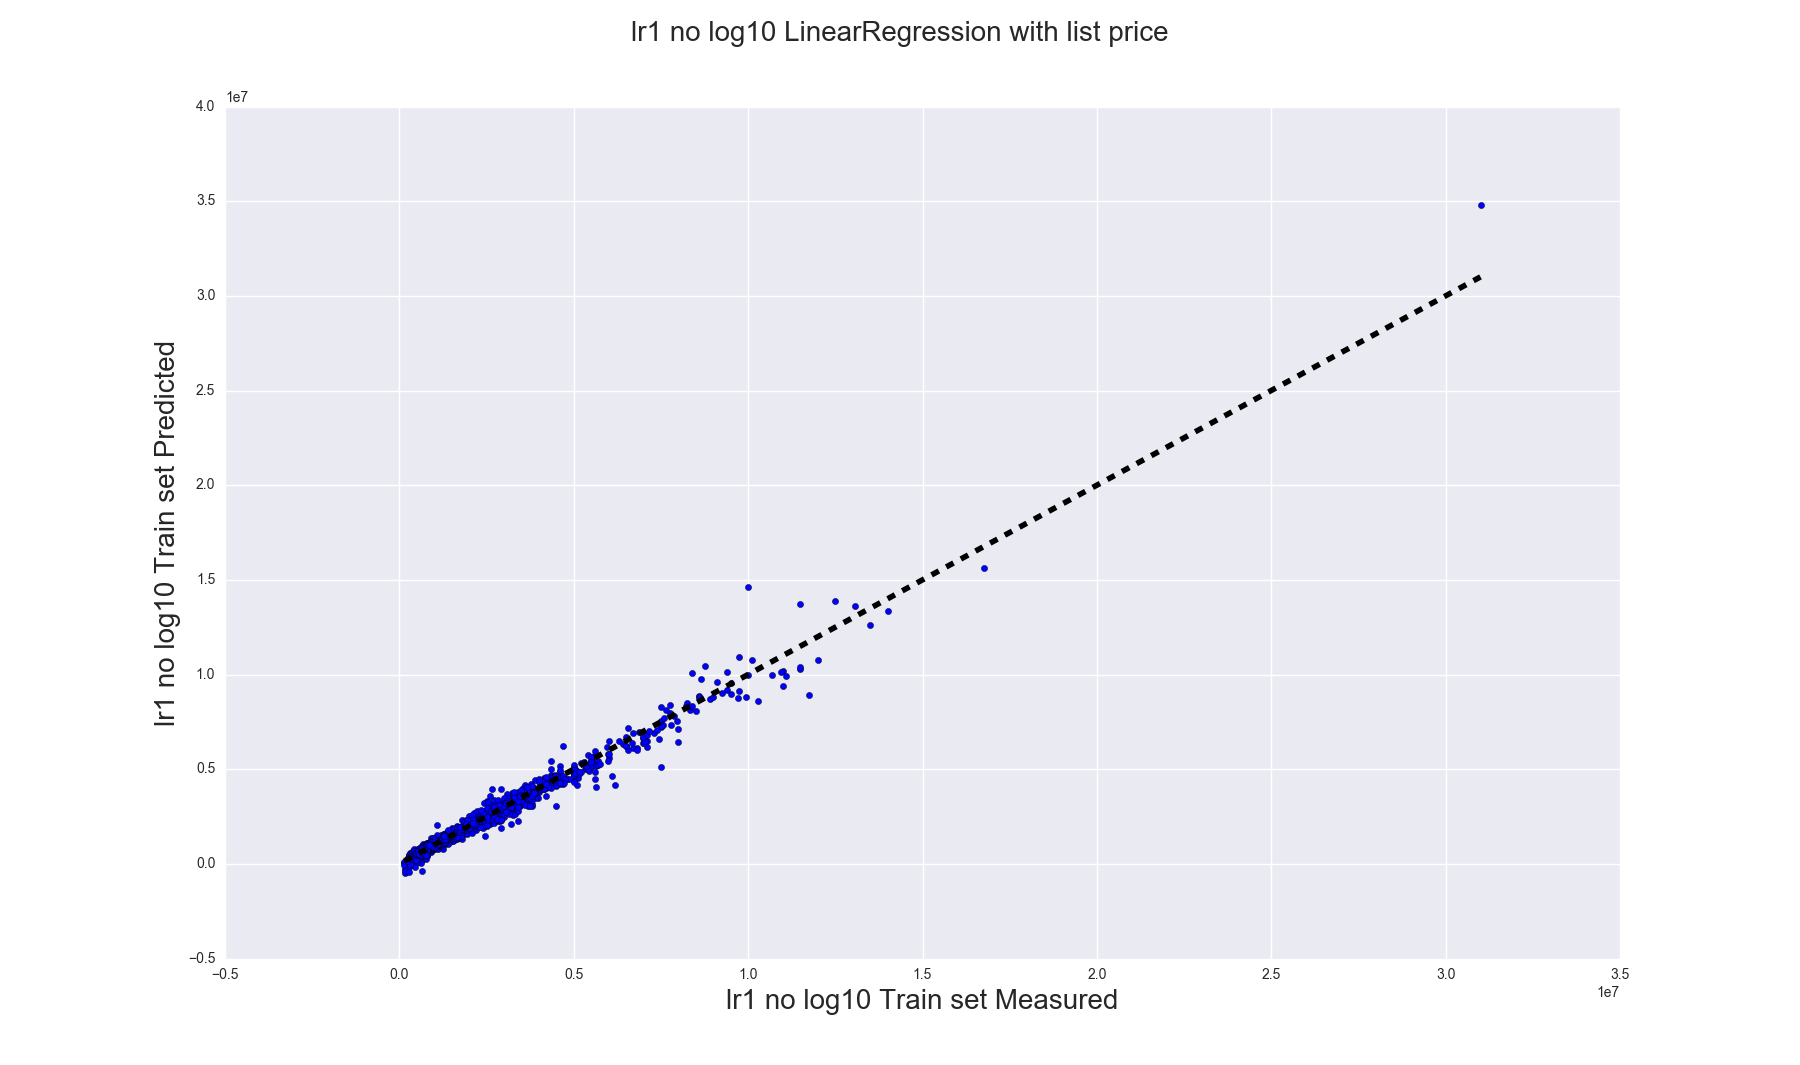 lr1 no log10 LinearRegression with list price
1e7
4.0
3.5
3.0
2.5
2.0
1.5
1.0
0.5
0.0
−0.5
lr1 no log10 Train set Predicted
−0.5 0.0 0.5 1.0 1.5 2.0 2.5 3.0 3.5
1e7
lr1 no log10 Train set Measured